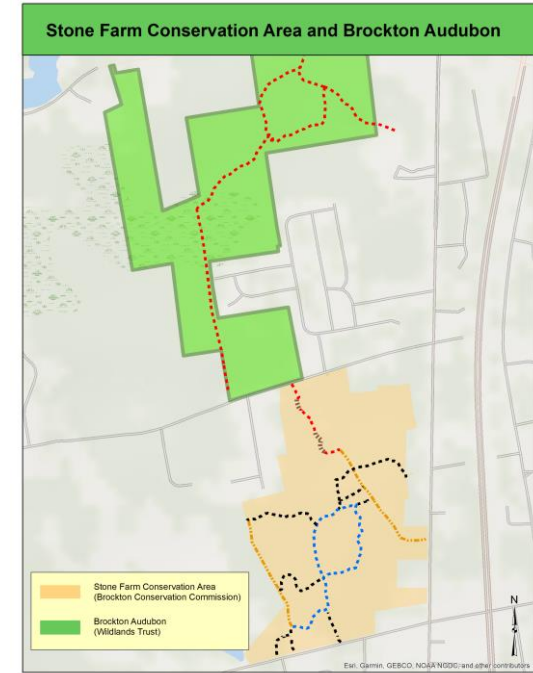 Stone Farm Conservation Area and Brockton Audubon
Stone Farm Conservation Area
(Brockton Conservation Commission)
Brockton Audubon
(Wildlands Trust)
N
Esri, Garmin, GEBCO, NOAA NGDC, and other contributors